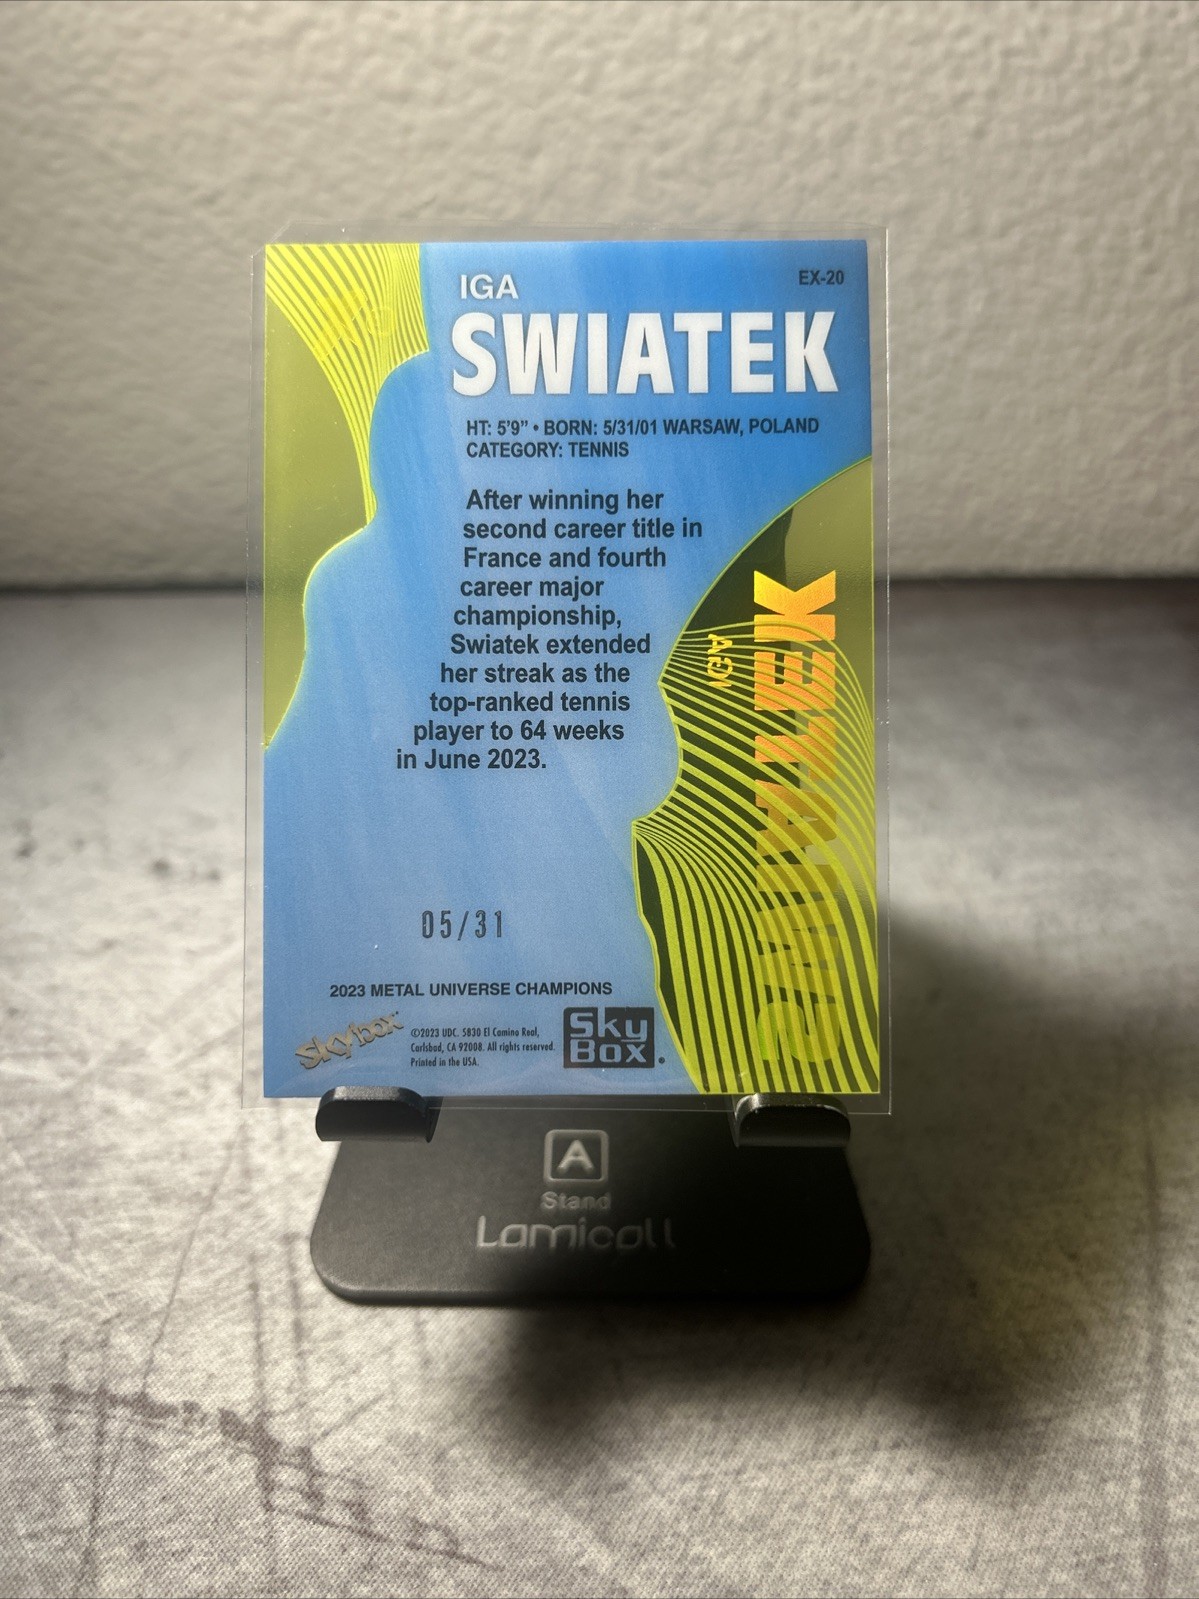 IGA
EX-20
SWIATEK
HT: 5'9" • BORN: 5/31/01 WARSAW, POLAND
CATEGORY: TENNIS
After winning her
second career title in
France and fourth
career major
championship,
Swiatek extended
her streak as the
top-ranked tennis
player to 64 weeks
in June 2023.
IGA
SWIATEK
05/31
2023 METAL UNIVERSE CHAMPIONS
skybox
©2023 UDC. 5830 El Camino Real,
Carlsbad, CA 92008. All rights reserved.
Printed in the USA.
Sky
Box
A
Stand
Lamicall